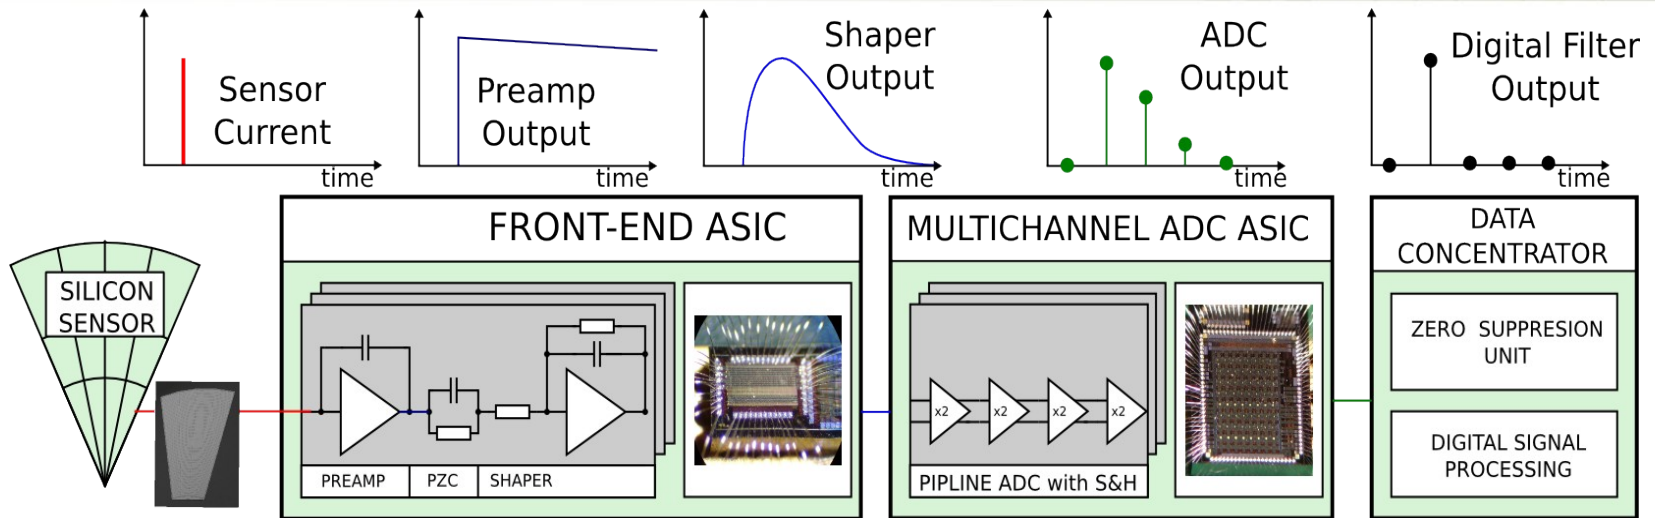 Sensor
Current
time
Preamp
Output
time
Shaper
Output
time
ADC
Output
time
Digital Filter
Output
time
SILICON
SENSOR
FRONT-END ASIC
PREAMP
PZC
SHAPER
MULTICHANNEL ADC ASIC
x2
x2
x2
x2
PIPLINE ADC with S&H
DATA
CONCENTRATOR
ZERO SUPPRESION
UNIT
DIGITAL SIGNAL
PROCESSING